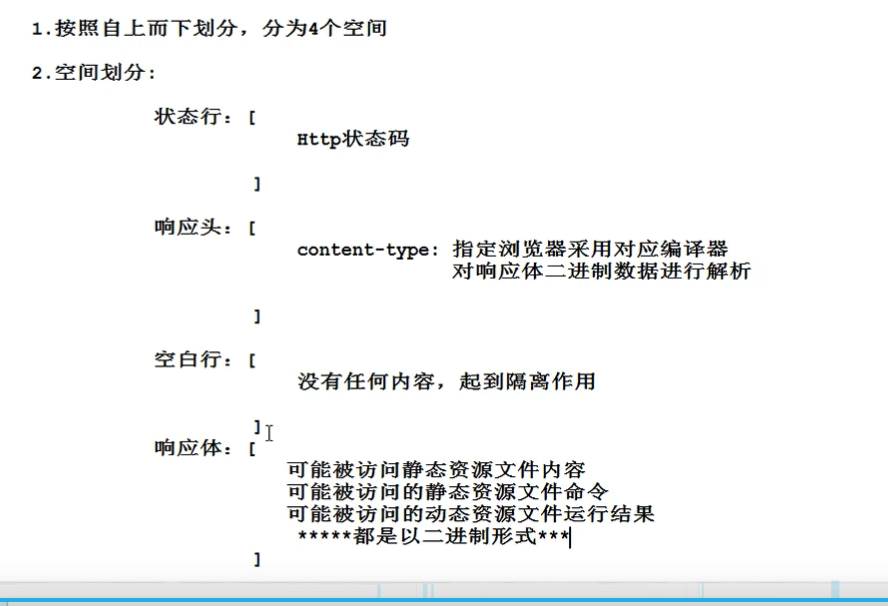 1.按照自上而下划分，分为4个空间
2.空间划分:
状态行: [
Http状态码
]
响应头: [
content-type: 指定浏览器采用对应编译器
对响应体二进制数据进行解析
]
空白行: [
没有任何内容，起到隔离作用
]
响应体: [
可能被访问静态资源文件内容
可能被访问的静态资源文件命令
可能被访问的动态资源文件运行结果
*****都是以二进制形式***
]